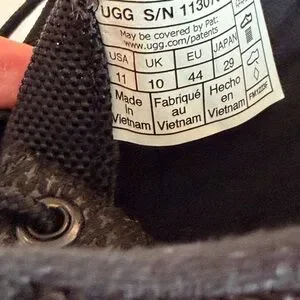 UGG S/N 11307
May be covered by Pat:
www.ugg.com/patents
USA UK EU JAPAN
11 10 44 29
Made in Vietnam Fabriqué au Vietnam Hecho en Vietnam